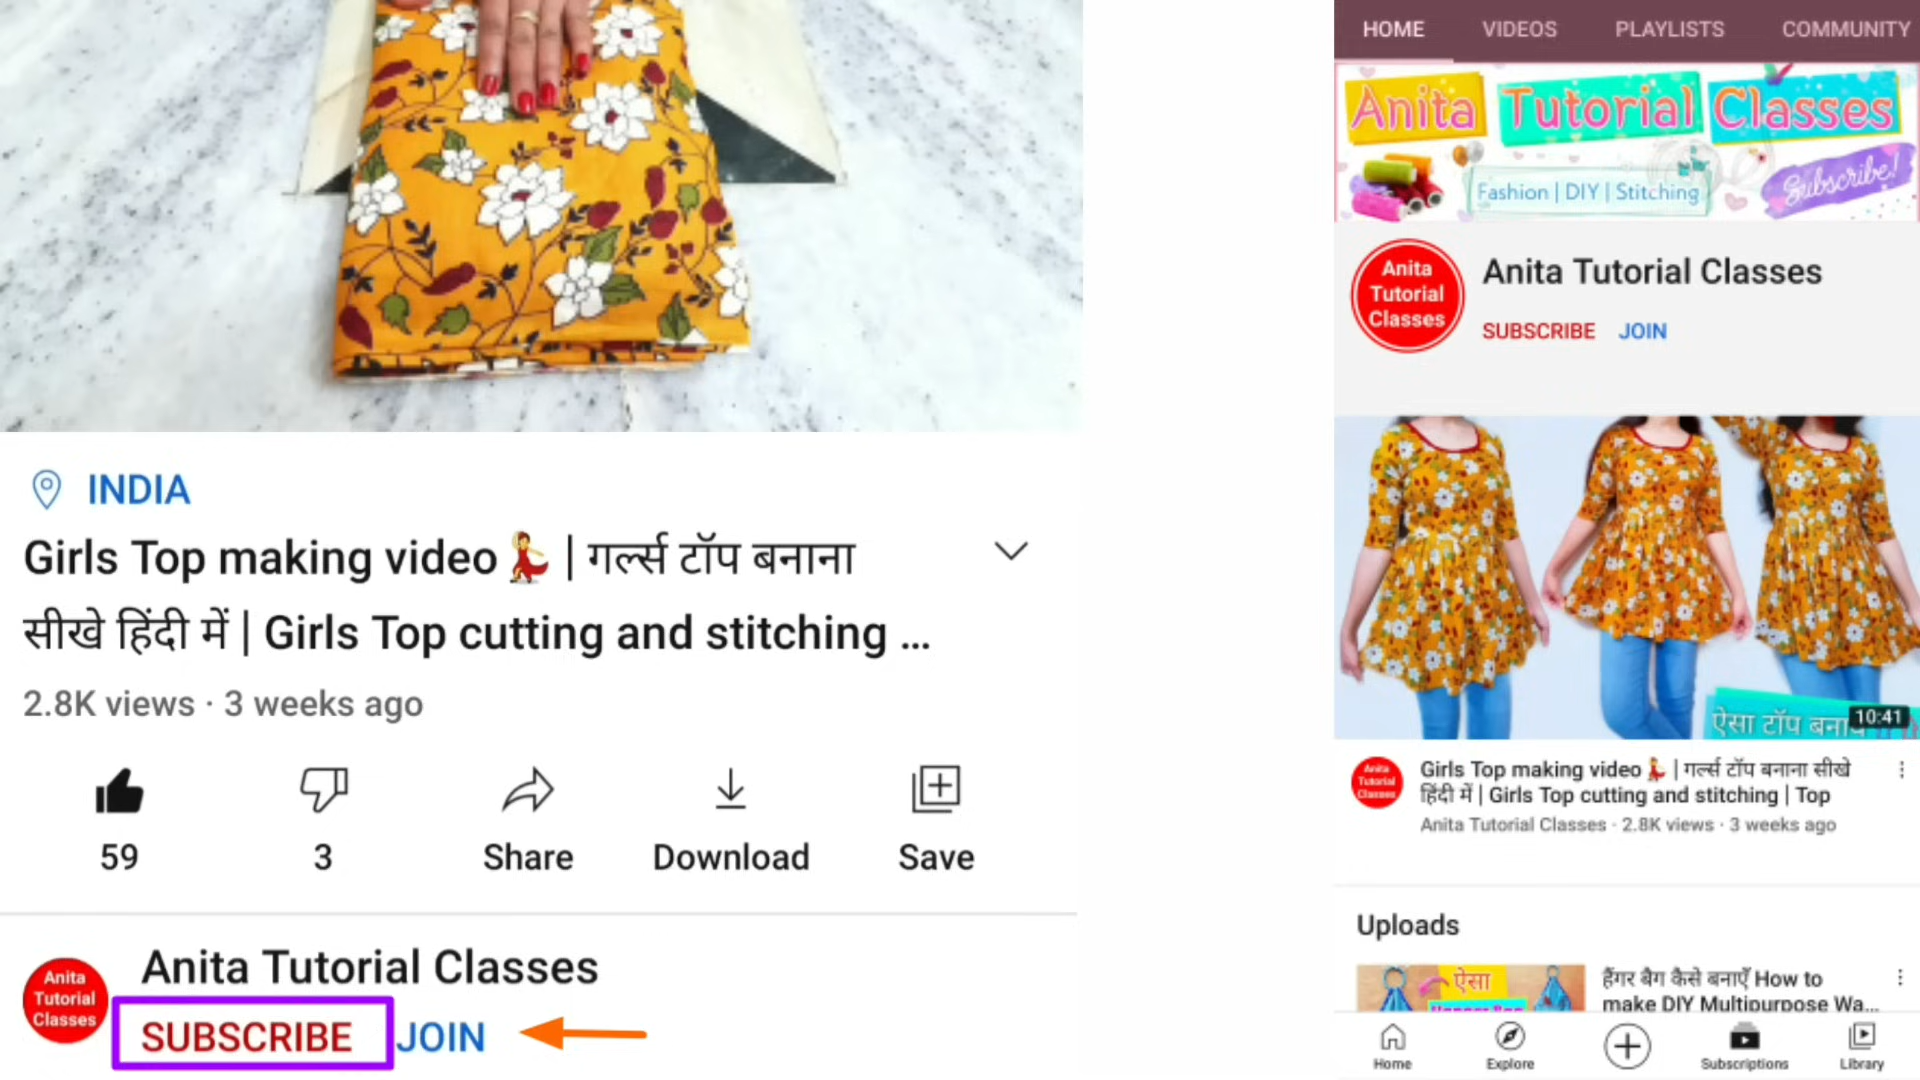 INDIA
Girls Top making video💃 | गर्ल्स टॉप बनाना
सीखे हिंदी में | Girls Top cutting and stitching ...
2.8K views · 3 weeks ago
59
3
Share
Download
Save
Anita
Tutorial
Classes
Anita Tutorial Classes
SUBSCRIBE
JOIN
HOME
VIDEOS
PLAYLISTS
COMMUNITY
Anita Tutorial Classes
Fashion | DIY | Stitching
Subscribe!
Anita
Tutorial
Classes
Anita Tutorial Classes
SUBSCRIBE
JOIN
ऐसा टॉप
10:41
Anita
Tutorial
Classes
Girls Top making video💃 | गर्ल्स टॉप बनाना सीखे
हिंदी में | Girls Top cutting and stitching | Top
Anita Tutorial Classes · 2.8K views · 3 weeks ago
Uploads
ऐसा
हैंगर बैग कैसे बनाएँ How to
make DIY Multipurpose Wa...
Home
Explore
Subscriptions
Library